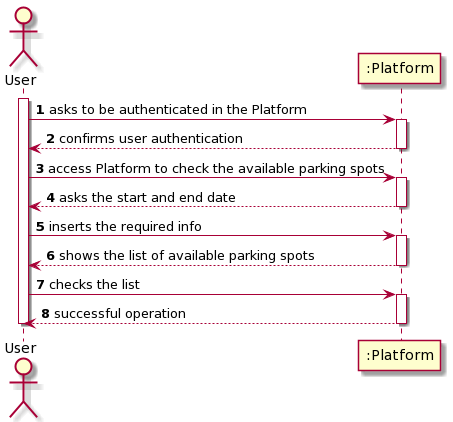 User
:Platform
1 asks to be authenticated in the Platform
2 confirms user authentication
3 access Platform to check the available parking spots
4 asks the start and end date
5 inserts the required info
6 shows the list of available parking spots
7 checks the list
8 successful operation
User
:Platform